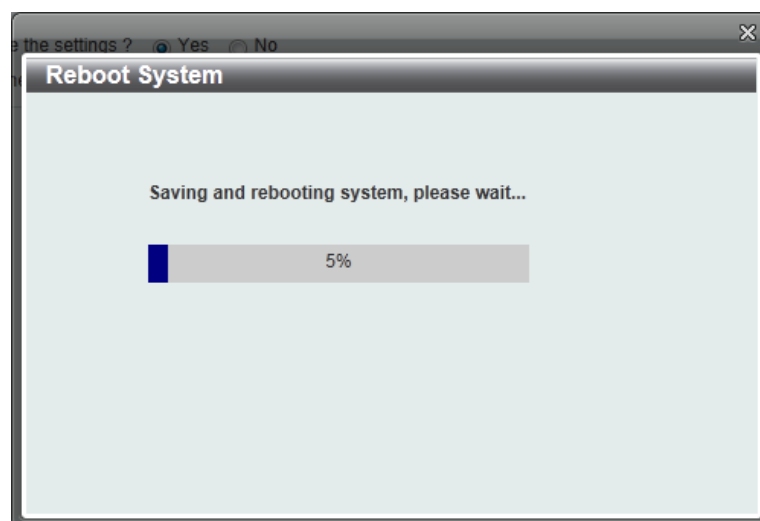 the settings ? Yes No
Reboot System
Saving and rebooting system, please wait...
5%